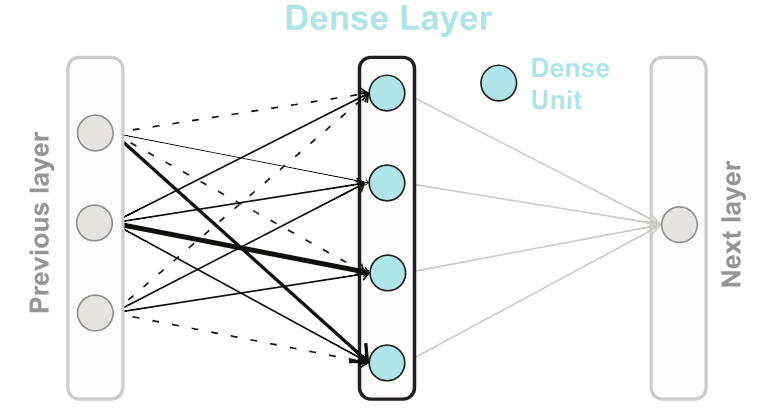 Dense Layer
Dense
Unit
Previous layer
Next layer